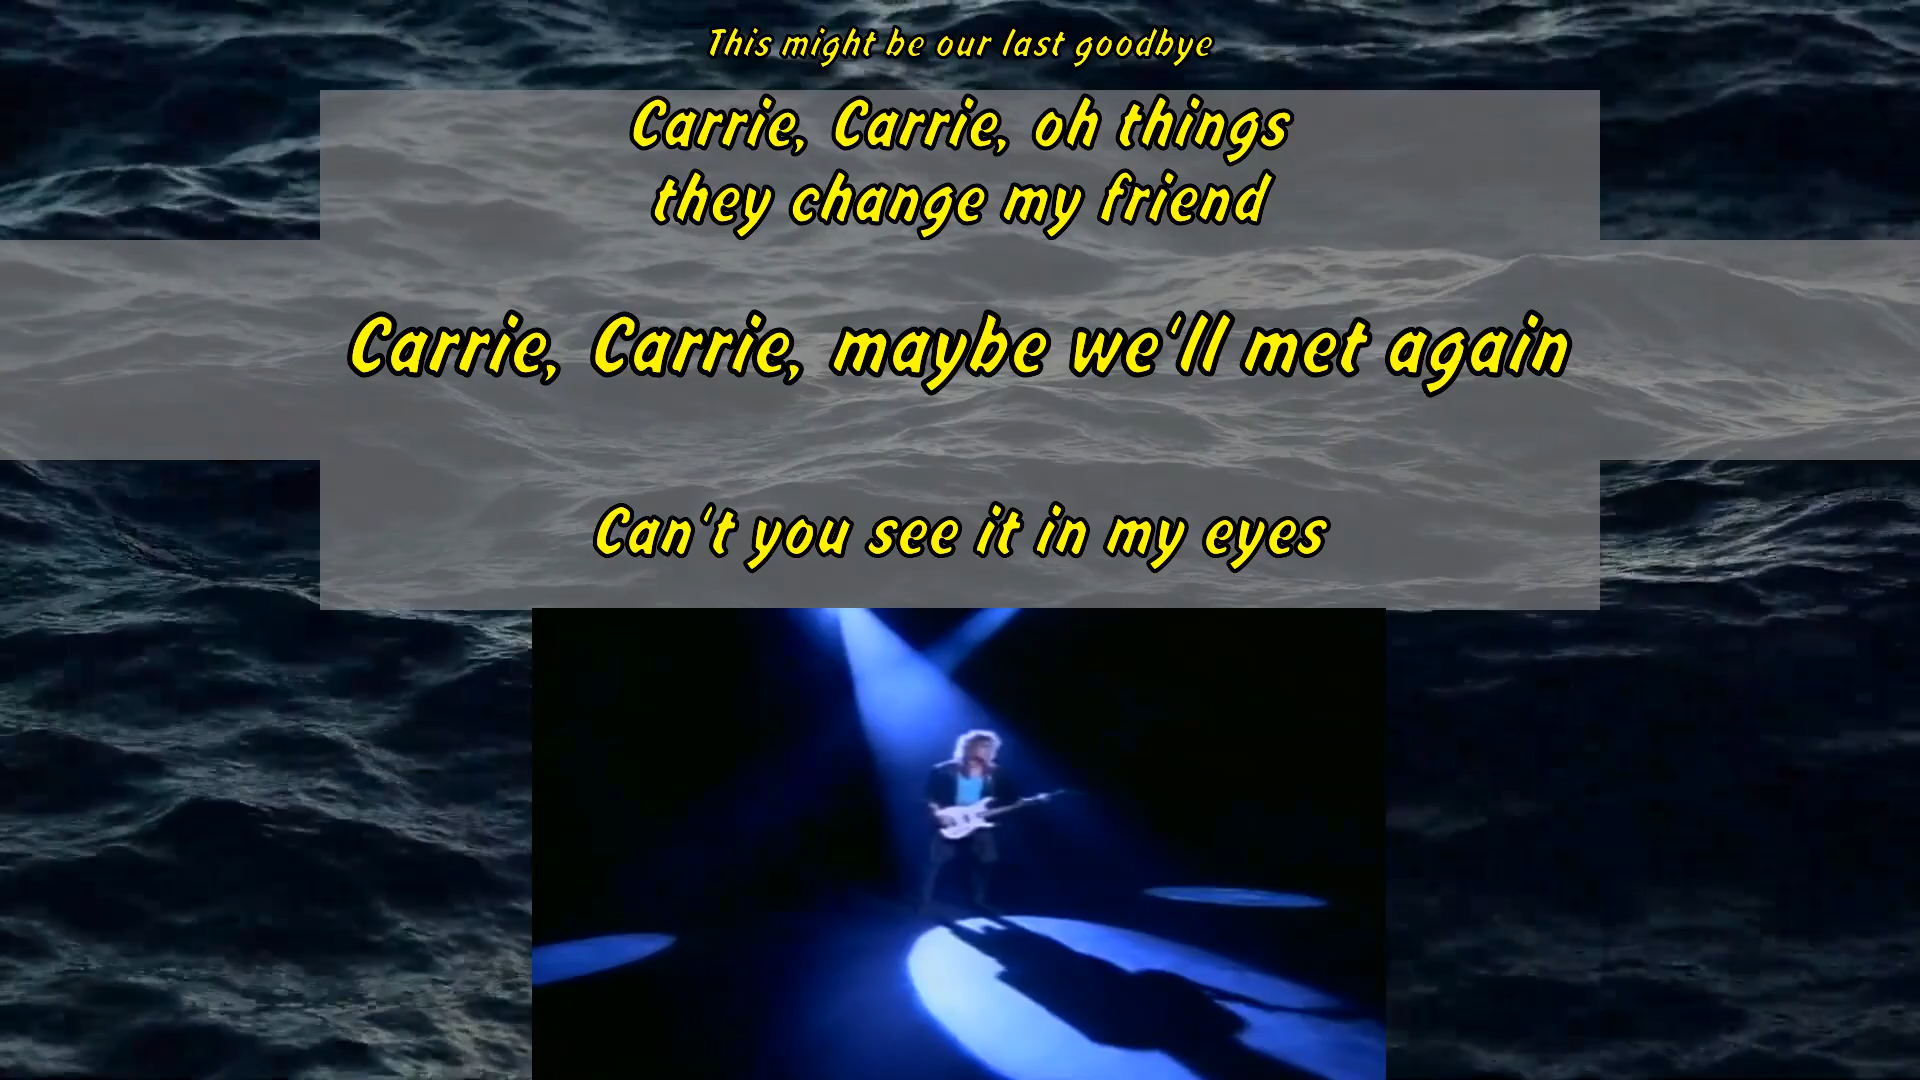 This might be our last goodbye
Carrie, Carrie, oh things
they change my friend
Carrie, Carrie, maybe we'll met again
Can't you see it in my eyes